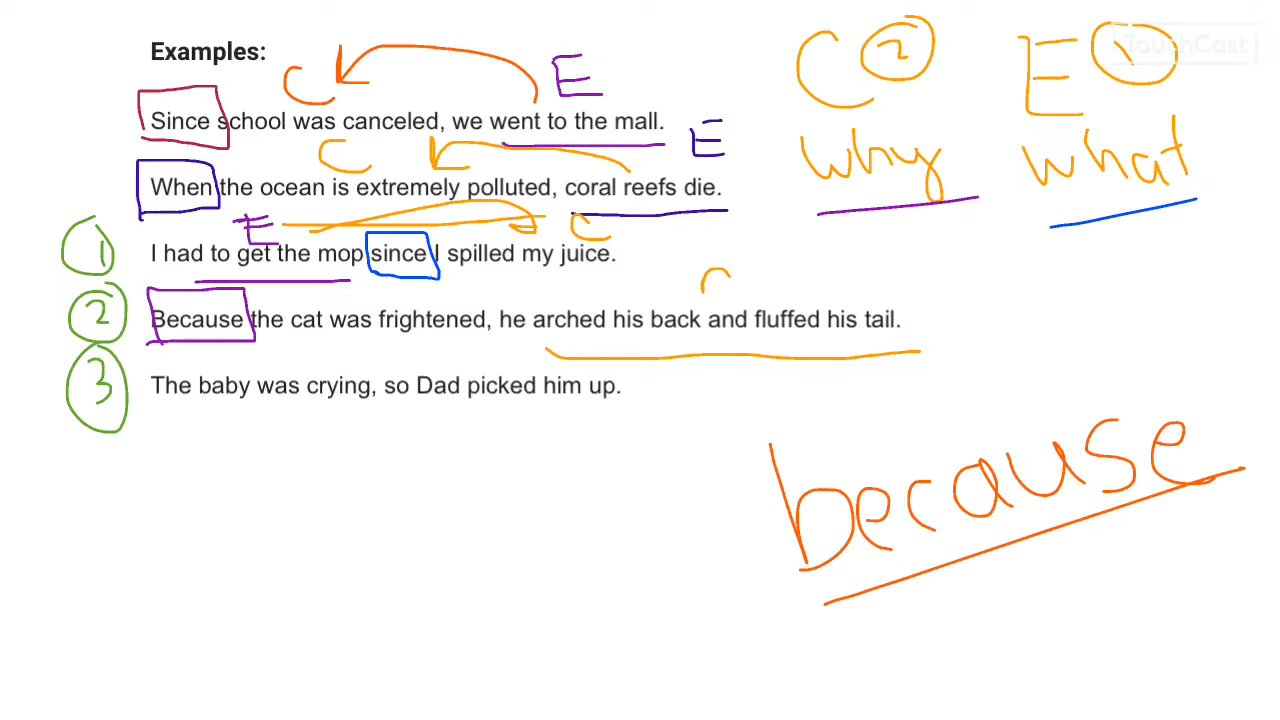 Examples:
C E C 2 E 1
Since school was canceled, we went to the mall.
C E why what
When the ocean is extremely polluted, coral reefs die.
E C
1 I had to get the mop since I spilled my juice.
2 Because the cat was frightened, he arched his back and fluffed his tail.
3 The baby was crying, so Dad picked him up.
because
TouchCast